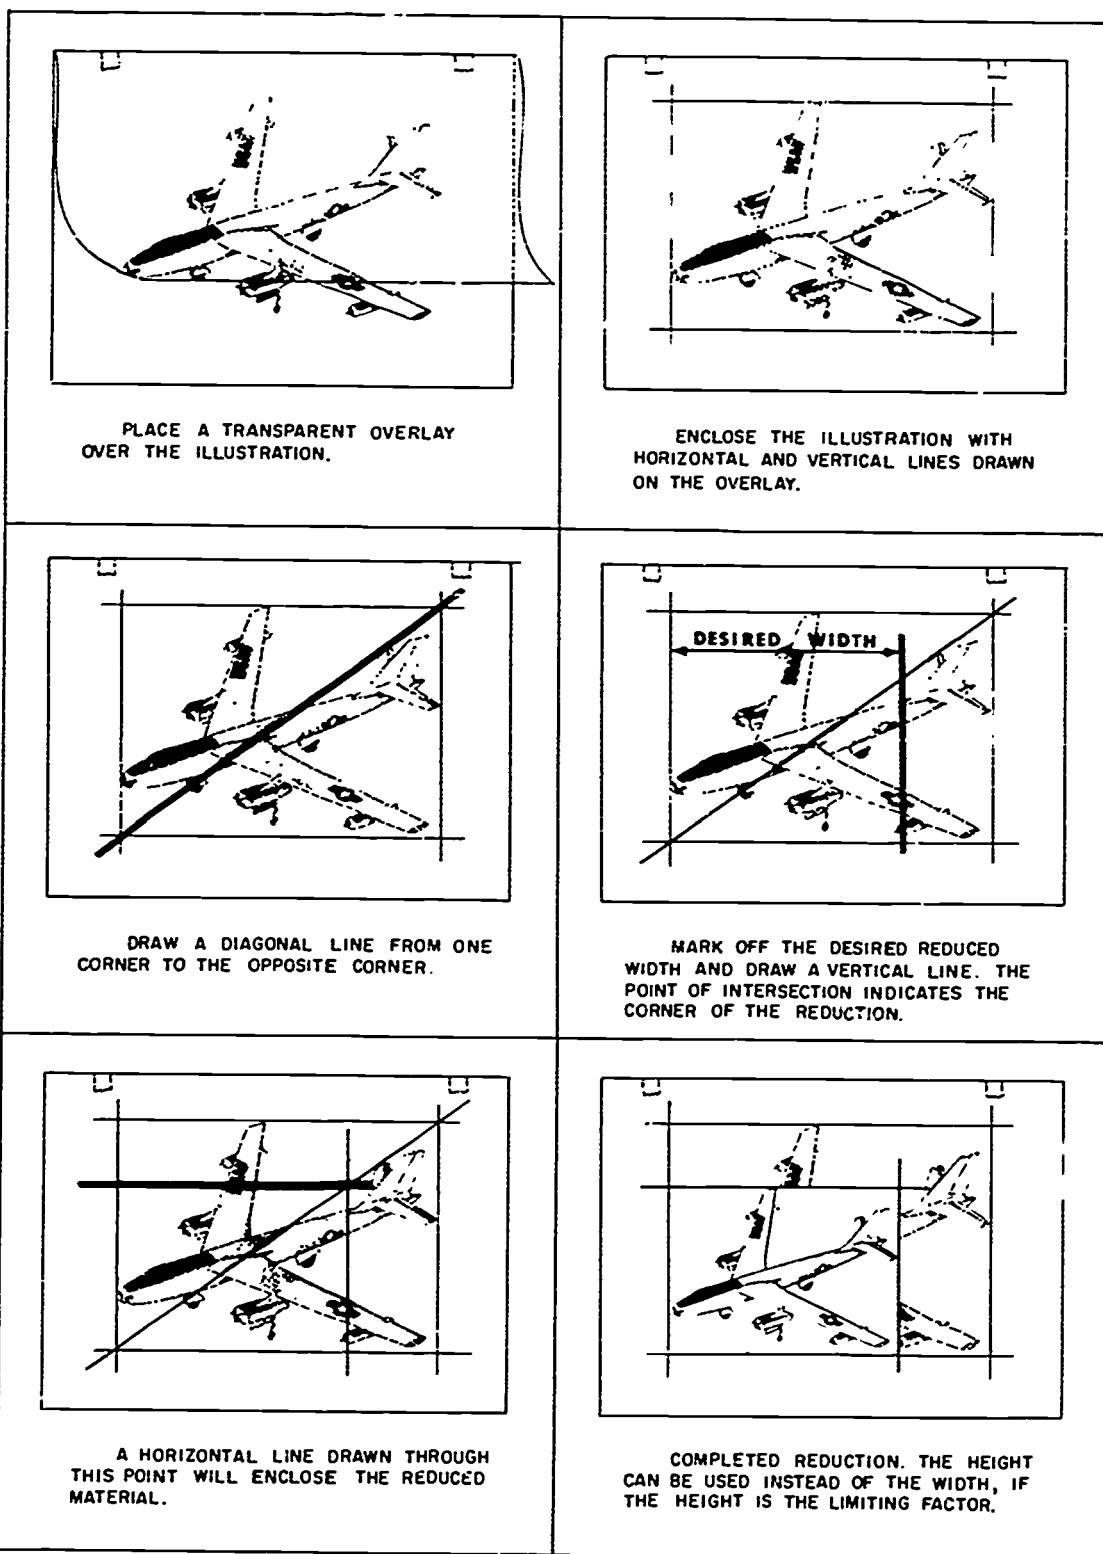 PLACE A TRANSPARENT OVERLAY
OVER THE ILLUSTRATION.
ENCLOSE THE ILLUSTRATION WITH
HORIZONTAL AND VERTICAL LINES DRAWN
ON THE OVERLAY.
DRAW A DIAGONAL LINE FROM ONE
CORNER TO THE OPPOSITE CORNER.
DESIRED WIDTH
MARK OFF THE DESIRED REDUCED
WIDTH AND DRAW A VERTICAL LINE. THE
POINT OF INTERSECTION INDICATES THE
CORNER OF THE REDUCTION.
A HORIZONTAL LINE DRAWN THROUGH
THIS POINT WILL ENCLOSE THE REDUCED
MATERIAL.
COMPLETED REDUCTION. THE HEIGHT
CAN BE USED INSTEAD OF THE WIDTH, IF
THE HEIGHT IS THE LIMITING FACTOR.